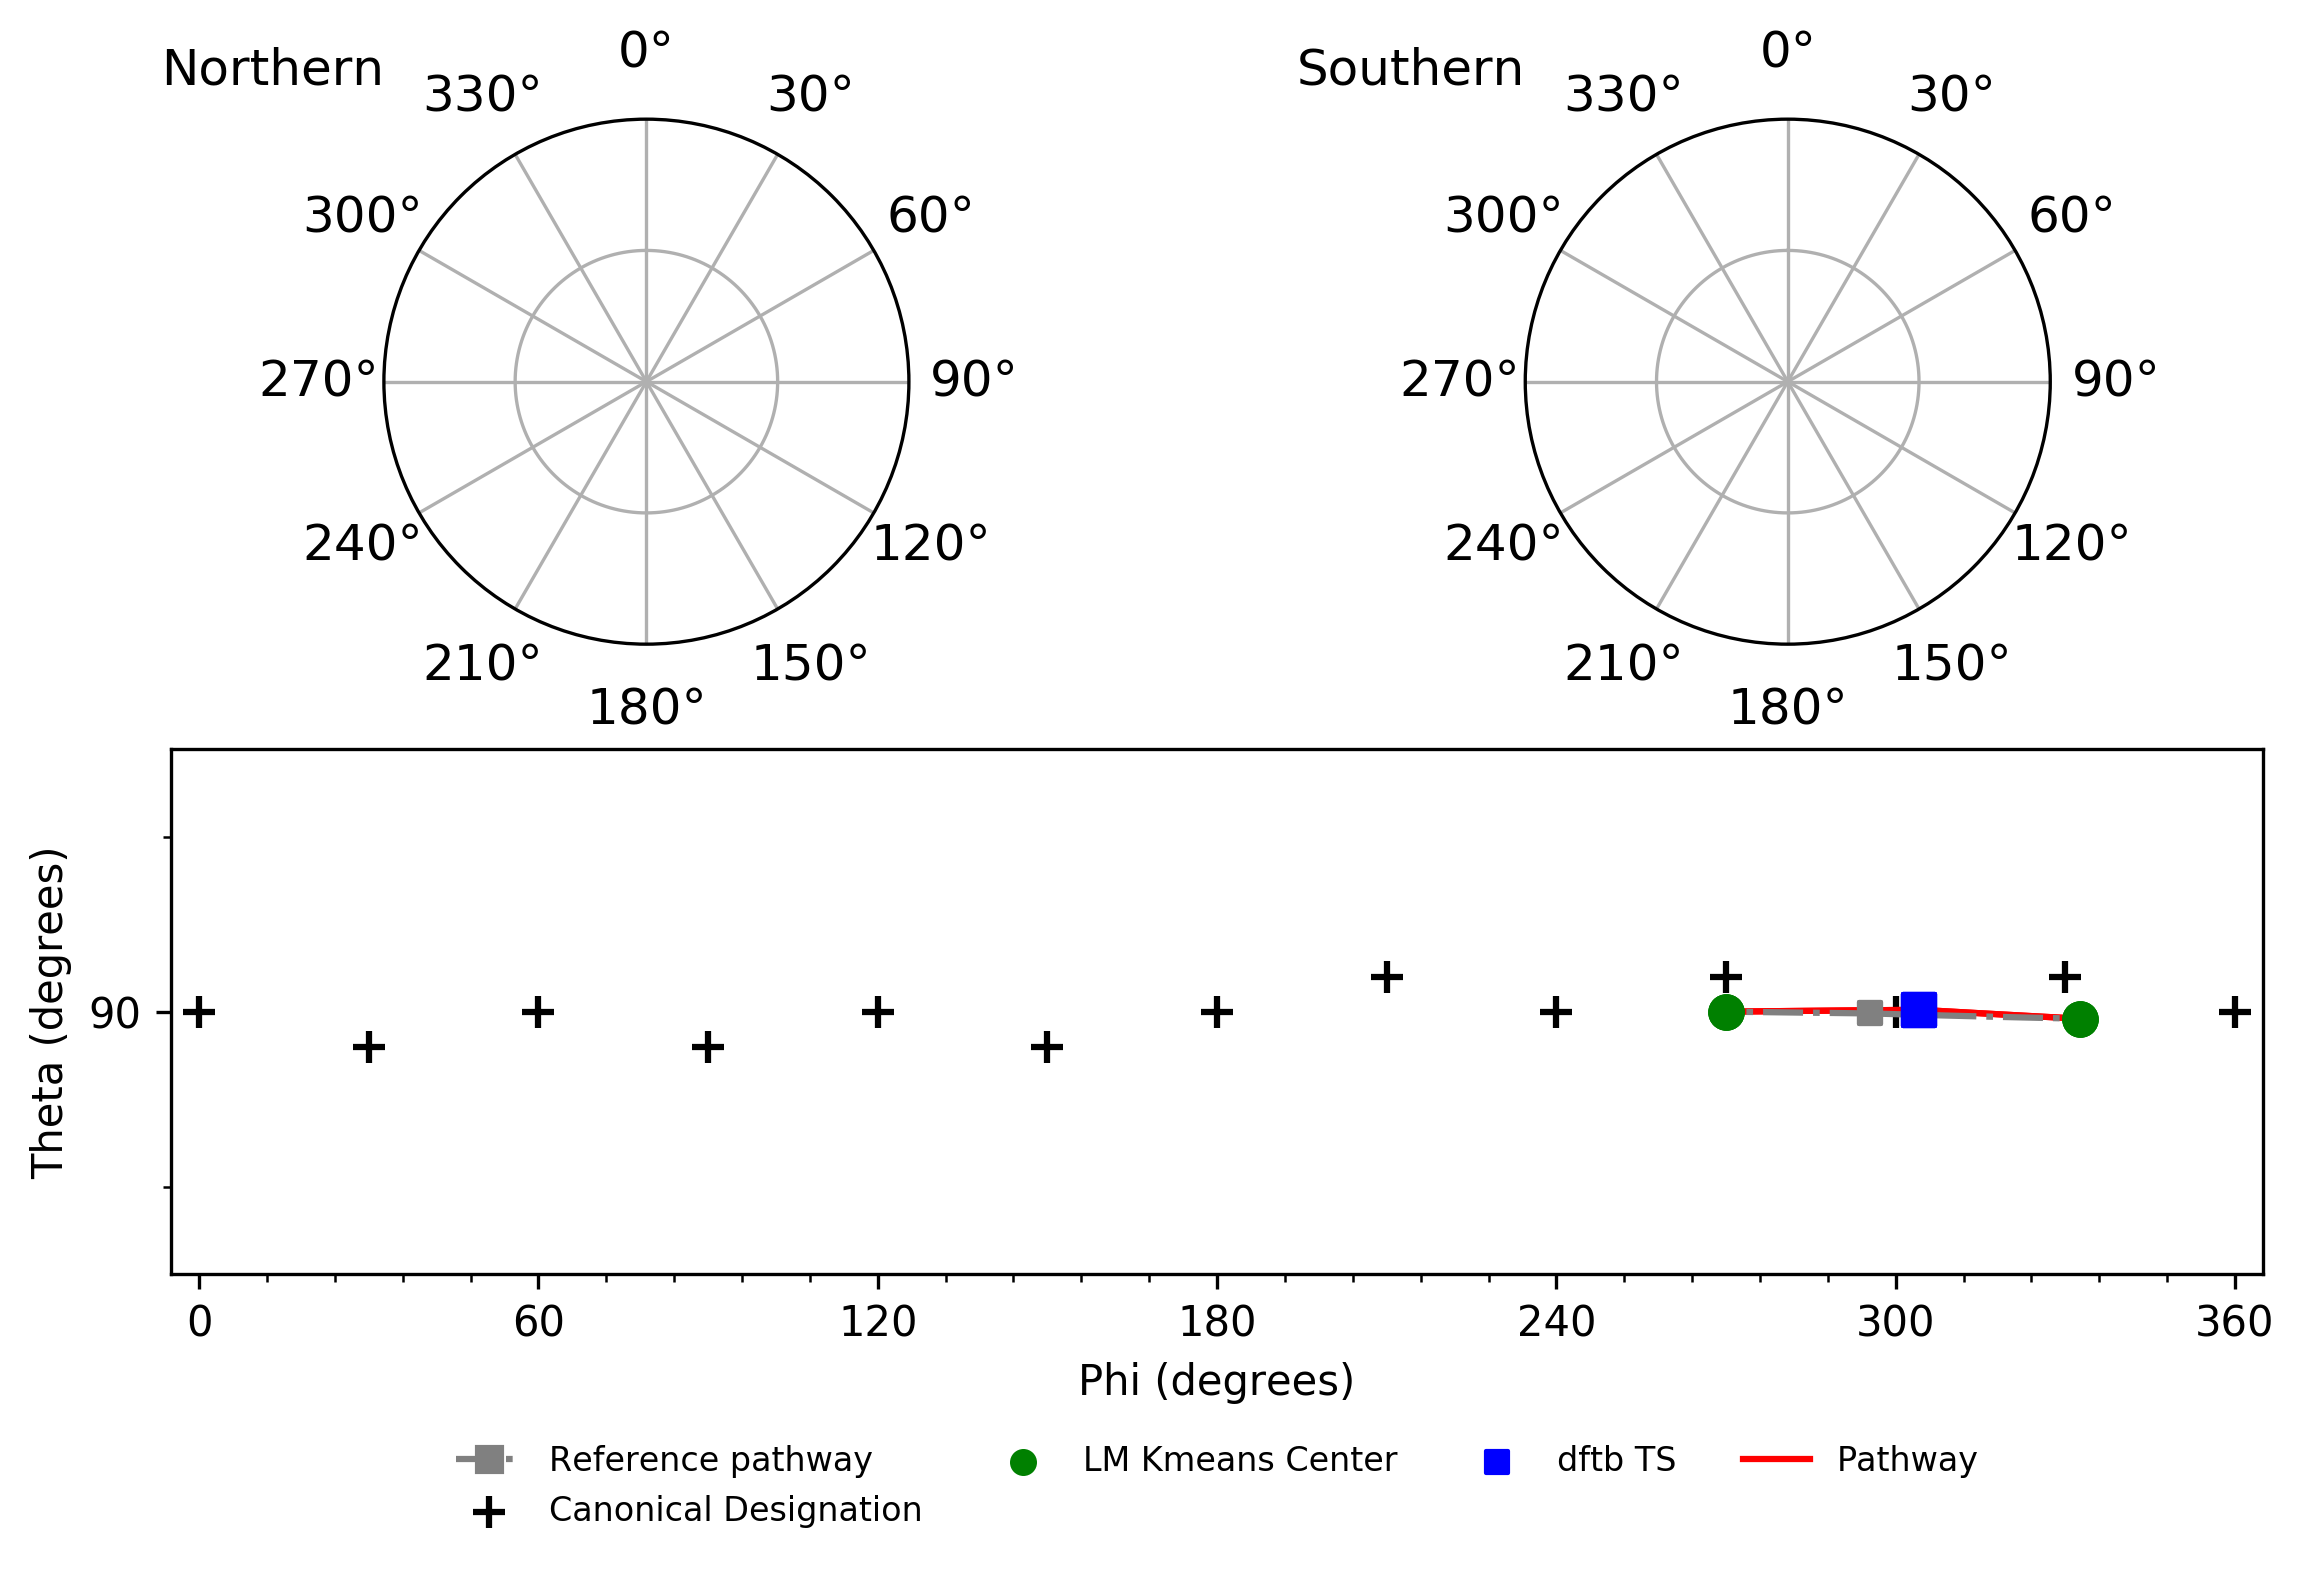 Northern
0°
30°
60°
90°
120°
150°
180°
210°
240°
270°
300°
330°
Southern
0°
30°
60°
90°
120°
150°
180°
210°
240°
270°
300°
330°
Theta (degrees)
90
0 60 120 180 240 300 360
Phi (degrees)
Reference pathway
Canonical Designation
LM Kmeans Center
dftb TS
Pathway